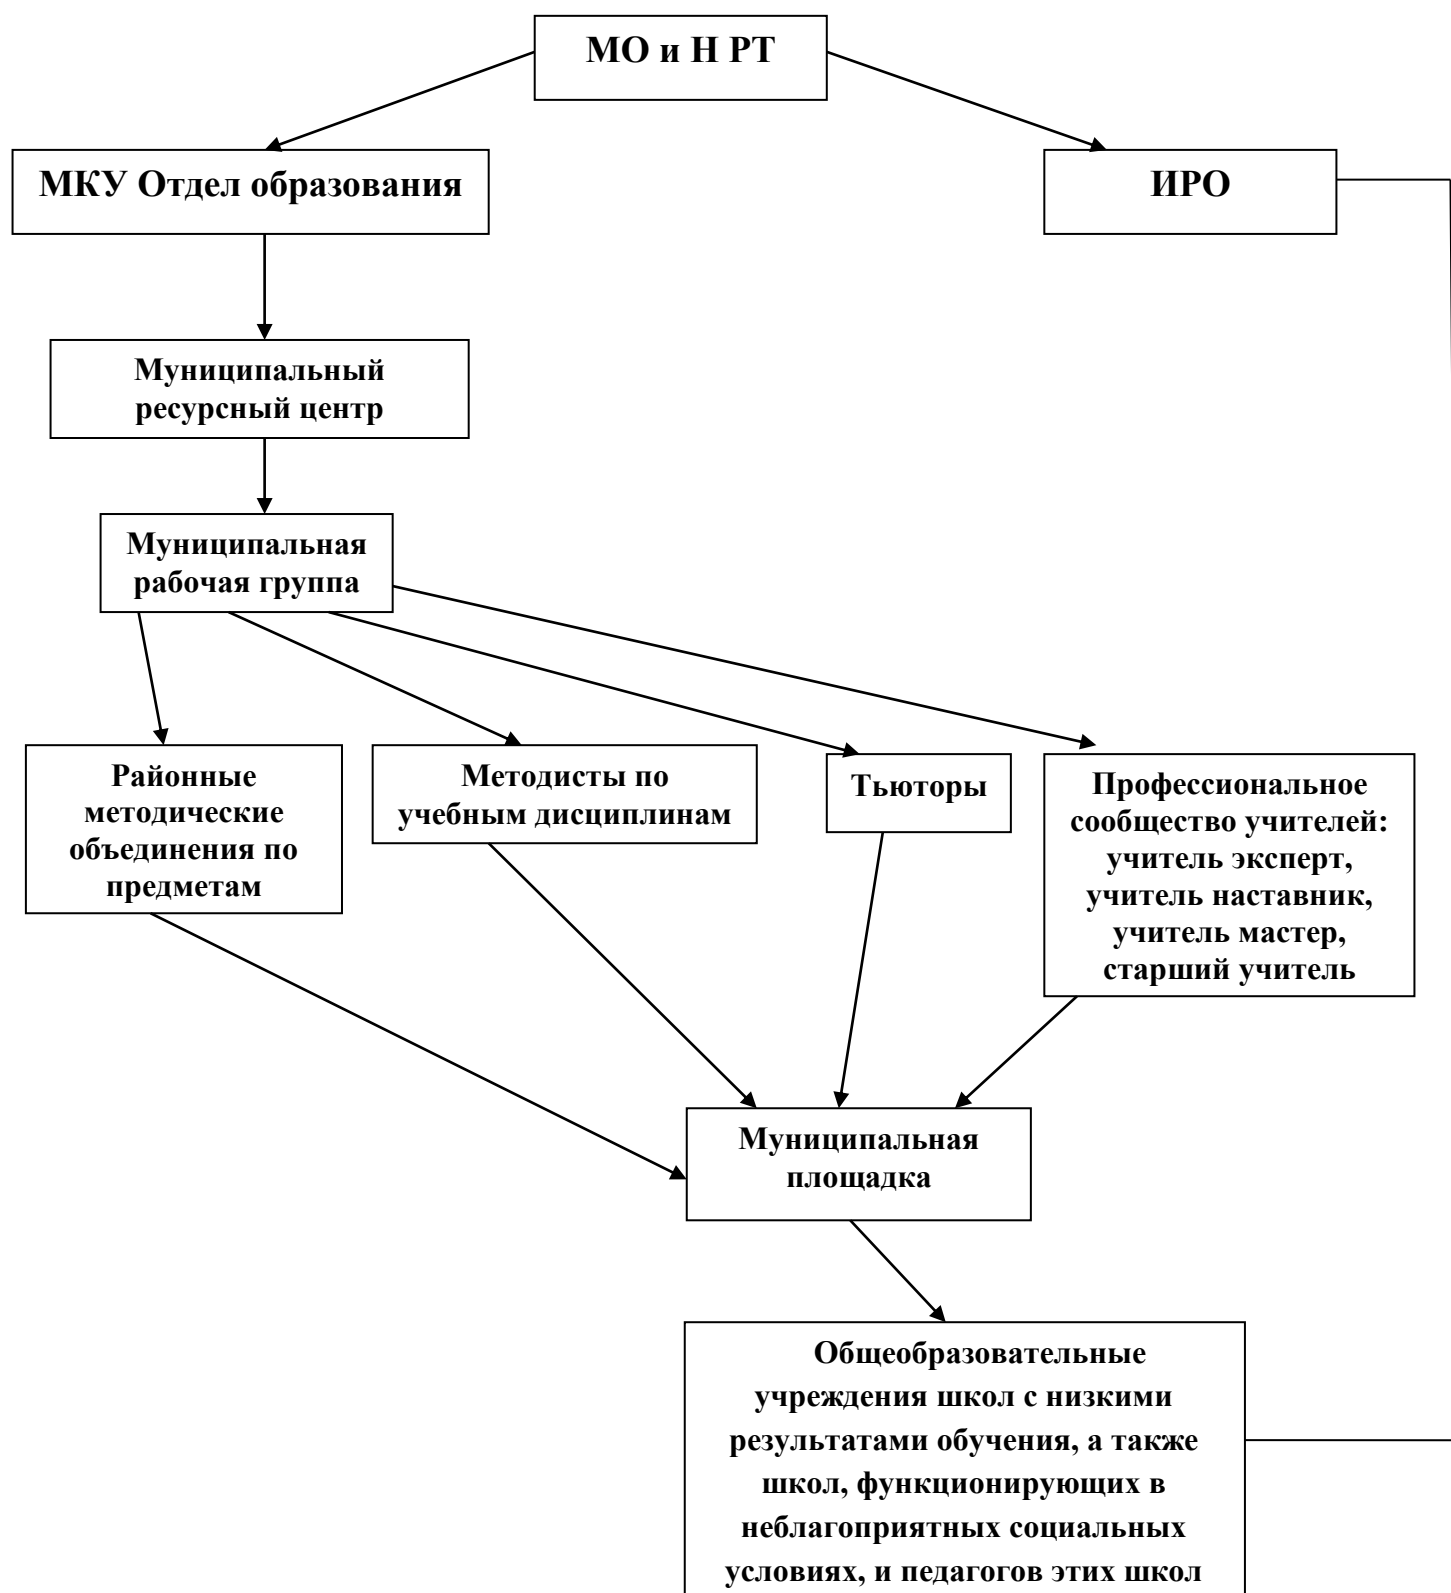 МО и Н РТ
МКУ Отдел образования
ИРО
Муниципальный
ресурсный центр
Муниципальная
рабочая группа
Районные
методические
объединения по
предметам
Методисты по
учебным дисциплинам
Тьюторы
Профессиональное
сообщество учителей:
учитель эксперт,
учитель наставник,
учитель мастер,
старший учитель
Муниципальная
площадка
Общеобразовательные
учреждения школ с низкими
результатами обучения, а также
школ, функционирующих в
неблагоприятных социальных
условиях, и педагогов этих школ